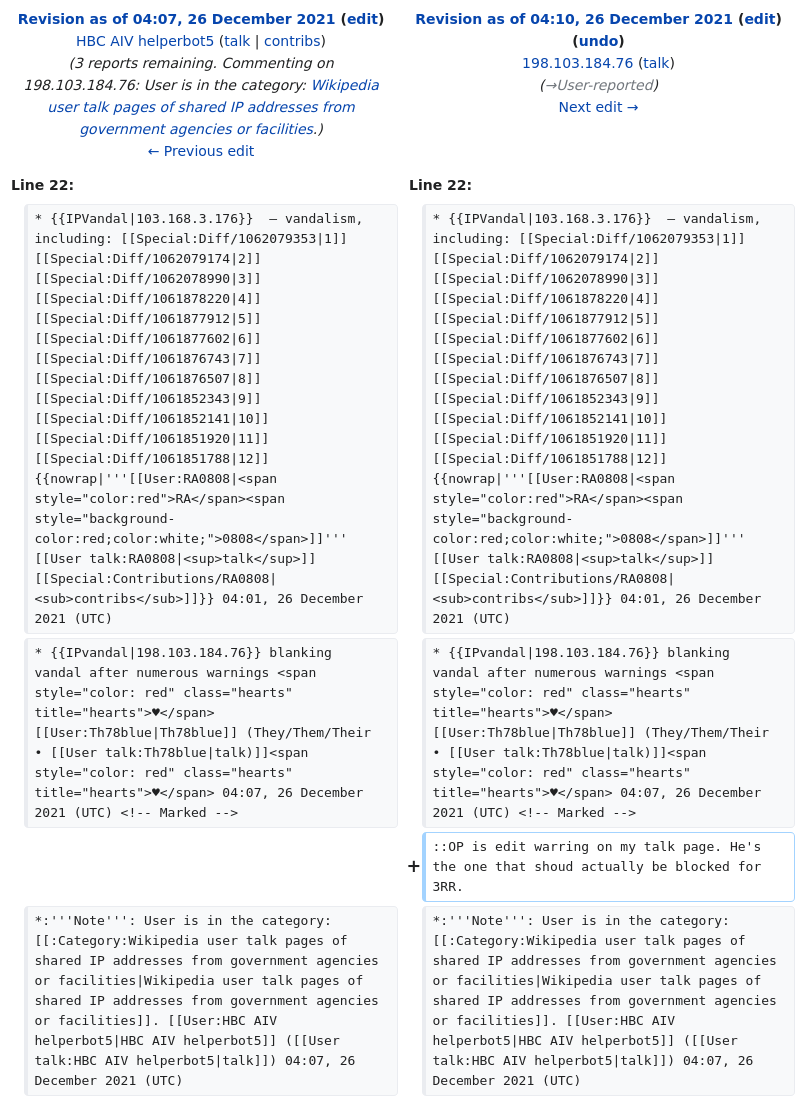 Revision as of 04:07, 26 December 2021 (edit)
HBC AIV helperbot5 (talk | contribs)
(3 reports remaining. Commenting on
198.103.184.76: User is in the category: Wikipedia
user talk pages of shared IP addresses from
government agencies or facilities.)
← Previous edit
Revision as of 04:10, 26 December 2021 (edit)
(undo)
198.103.184.76 (talk)
(→User-reported)
Next edit →
Line 22:
Line 22:
* {{IPVandal|103.168.3.176}}  – vandalism,
including: [[Special:Diff/1062079353|1]]
[[Special:Diff/1062079174|2]]
[[Special:Diff/1062078990|3]]
[[Special:Diff/1061878220|4]]
[[Special:Diff/1061877912|5]]
[[Special:Diff/1061877602|6]]
[[Special:Diff/1061876743|7]]
[[Special:Diff/1061876507|8]]
[[Special:Diff/1061852343|9]]
[[Special:Diff/1061852141|10]]
[[Special:Diff/1061851920|11]]
[[Special:Diff/1061851788|12]]
{{nowrap|'''[[User:RA0808|<span
style="color:red">RA</span><span
style="background-
color:red;color:white;">0808</span>]]'''
[[User talk:RA0808|<sup>talk</sup>]]
[[Special:Contributions/RA0808|
<sub>contribs</sub>]]}} 04:01, 26 December
2021 (UTC)
* {{IPVandal|103.168.3.176}}  – vandalism,
including: [[Special:Diff/1062079353|1]]
[[Special:Diff/1062079174|2]]
[[Special:Diff/1062078990|3]]
[[Special:Diff/1061878220|4]]
[[Special:Diff/1061877912|5]]
[[Special:Diff/1061877602|6]]
[[Special:Diff/1061876743|7]]
[[Special:Diff/1061876507|8]]
[[Special:Diff/1061852343|9]]
[[Special:Diff/1061852141|10]]
[[Special:Diff/1061851920|11]]
[[Special:Diff/1061851788|12]]
{{nowrap|'''[[User:RA0808|<span
style="color:red">RA</span><span
style="background-
color:red;color:white;">0808</span>]]'''
[[User talk:RA0808|<sup>talk</sup>]]
[[Special:Contributions/RA0808|
<sub>contribs</sub>]]}} 04:01, 26 December
2021 (UTC)
* {{IPvandal|198.103.184.76}} blanking
vandal after numerous warnings <span
style="color: red" class="hearts"
title="hearts">♥</span>
[[User:Th78blue|Th78blue]] (They/Them/Their
• [[User talk:Th78blue|talk)]]<span
style="color: red" class="hearts"
title="hearts">♥</span> 04:07, 26 December
2021 (UTC) <!-- Marked -->
* {{IPvandal|198.103.184.76}} blanking
vandal after numerous warnings <span
style="color: red" class="hearts"
title="hearts">♥</span>
[[User:Th78blue|Th78blue]] (They/Them/Their
• [[User talk:Th78blue|talk)]]<span
style="color: red" class="hearts"
title="hearts">♥</span> 04:07, 26 December
2021 (UTC) <!-- Marked -->
+ ::OP is edit warring on my talk page. He's
the one that shoud actually be blocked for
3RR.
*:'''Note''': User is in the category:
[[:Category:Wikipedia user talk pages of
shared IP addresses from government agencies
or facilities|Wikipedia user talk pages of
shared IP addresses from government agencies
or facilities]]. [[User:HBC AIV
helperbot5|HBC AIV helperbot5]] ([[User
talk:HBC AIV helperbot5|talk]]) 04:07, 26
December 2021 (UTC)
*:'''Note''': User is in the category:
[[:Category:Wikipedia user talk pages of
shared IP addresses from government agencies
or facilities|Wikipedia user talk pages of
shared IP addresses from government agencies
or facilities]]. [[User:HBC AIV
helperbot5|HBC AIV helperbot5]] ([[User
talk:HBC AIV helperbot5|talk]]) 04:07, 26
December 2021 (UTC)